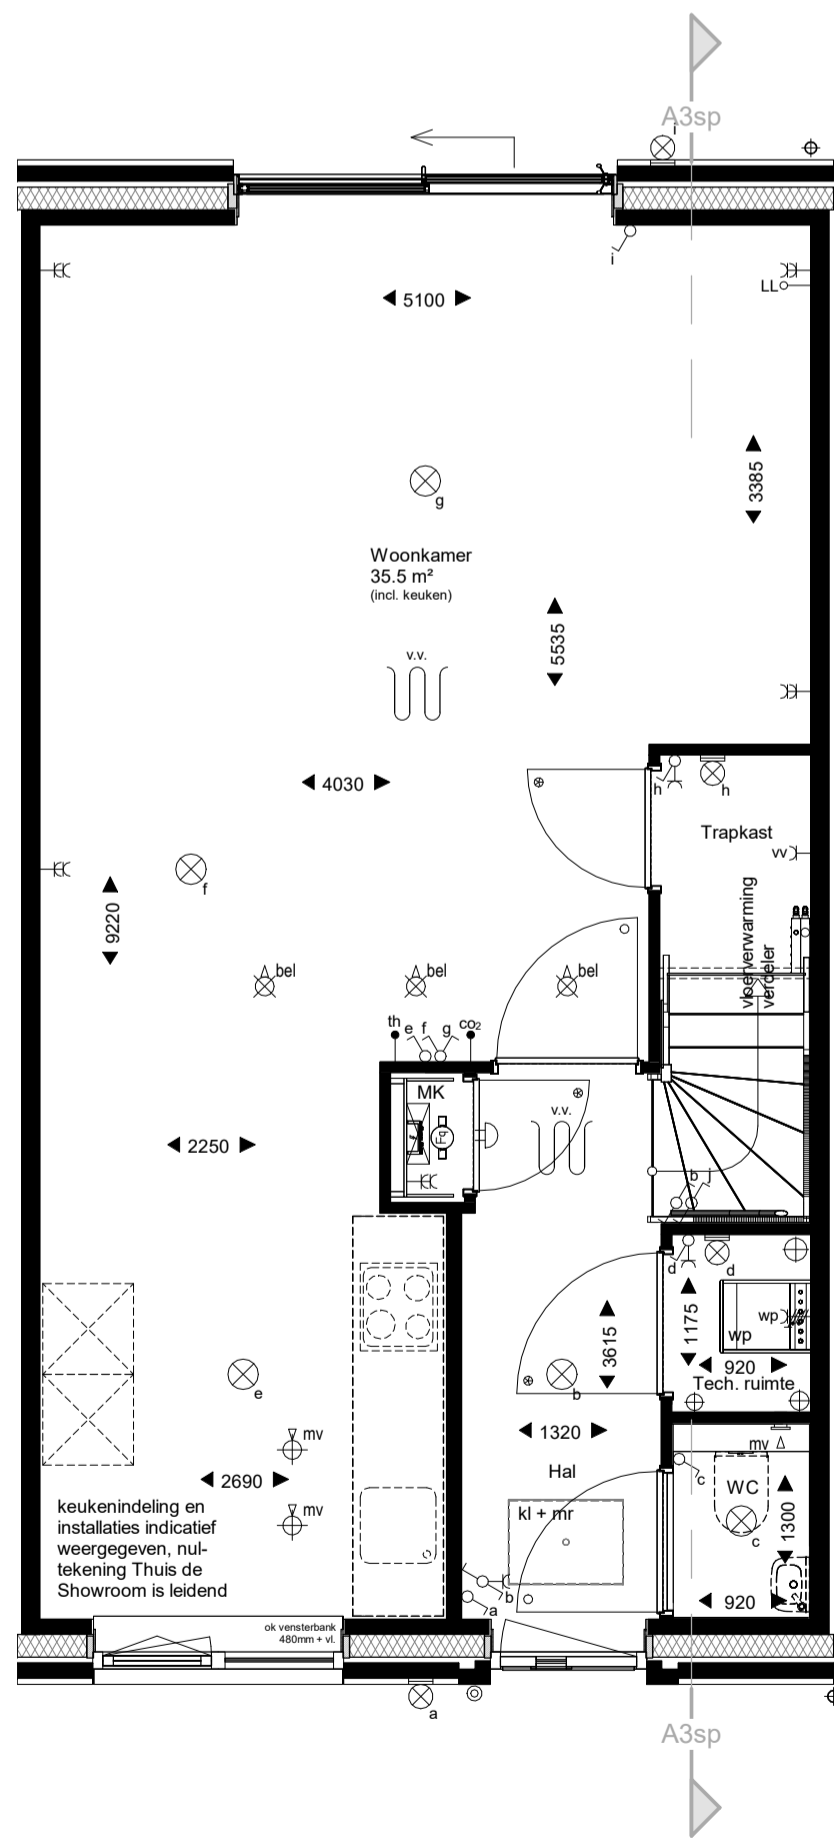 A3sp
i
i
LL
5100
3385
g
Woonkamer
35.5 m²
(incl. keuken)
5535
v.v.
4030
h
h
Trapkast
vv
f
9220
vloerverwarming
verdeler
bel
bel
bel
th
e
f
g
co₂
MK
v.v.
Fq
2250
b
j
d
d
1175
3615
wp
wp
920
Tech. ruimte
e
b
mv
1320
mv
2690
Hal
c
WC
kl + mr
c
1300
mv
keukenindeling en
installaties indicatief
weergegeven, nul-
tekening Thuis de
Showroom is leidend
b
a
920
ok vensterbank
480mm + vl.
a
A3sp